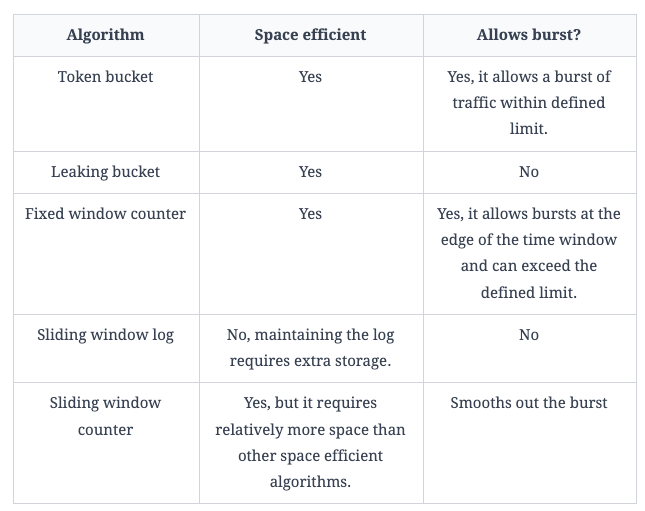 Algorithm
Space efficient
Allows burst?
Token bucket
Yes
Yes, it allows a burst of
traffic within defined
limit.
Leaking bucket
Yes
No
Fixed window counter
Yes
Yes, it allows bursts at the
edge of the time window
and can exceed the
defined limit.
Sliding window log
No, maintaining the log
requires extra storage.
No
Sliding window
counter
Yes, but it requires
relatively more space than
other space efficient
algorithms.
Smooths out the burst